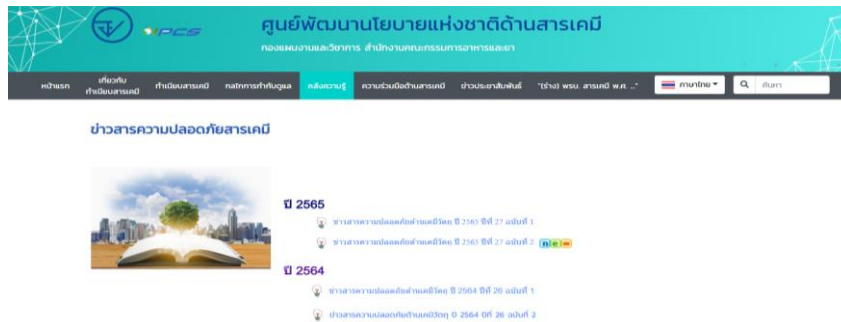 ศูนย์พัฒนานโยบายแห่งชาติด้านสารเคมี
IPCS
กองแผนงานและวิชาการ สำนักงานคณะกรรมการอาหารและยา
หน้าแรก เกี่ยวกับทำเนียบสารเคมี ทำเนียบสารเคมี กลไกการกำกับดูแล คลังความรู้ ความร่วมมือด้านสารเคมี ข่าวประชาสัมพันธ์ "(ร่าง) พรบ. สารเคมี พ.ศ. .." ภาษาไทย ค้นหา
ข่าวสารความปลอดภัยสารเคมี
ปี 2565
ข่าวสารความปลอดภัยด้านเคมีวัตถุ ปี 2565 ปีที่ 27 ฉบับที่ 1
ข่าวสารความปลอดภัยด้านเคมีวัตถุ ปี 2565 ปีที่ 27 ฉบับที่ 2 new
ปี 2564
ข่าวสารความปลอดภัยด้านเคมีวัตถุ ปี 2564 ปีที่ 26 ฉบับที่ 1
ข่าวสารความปลอดภัยด้านเคมีวัตถุ ปี 2564 ปีที่ 26 ฉบับที่ 2